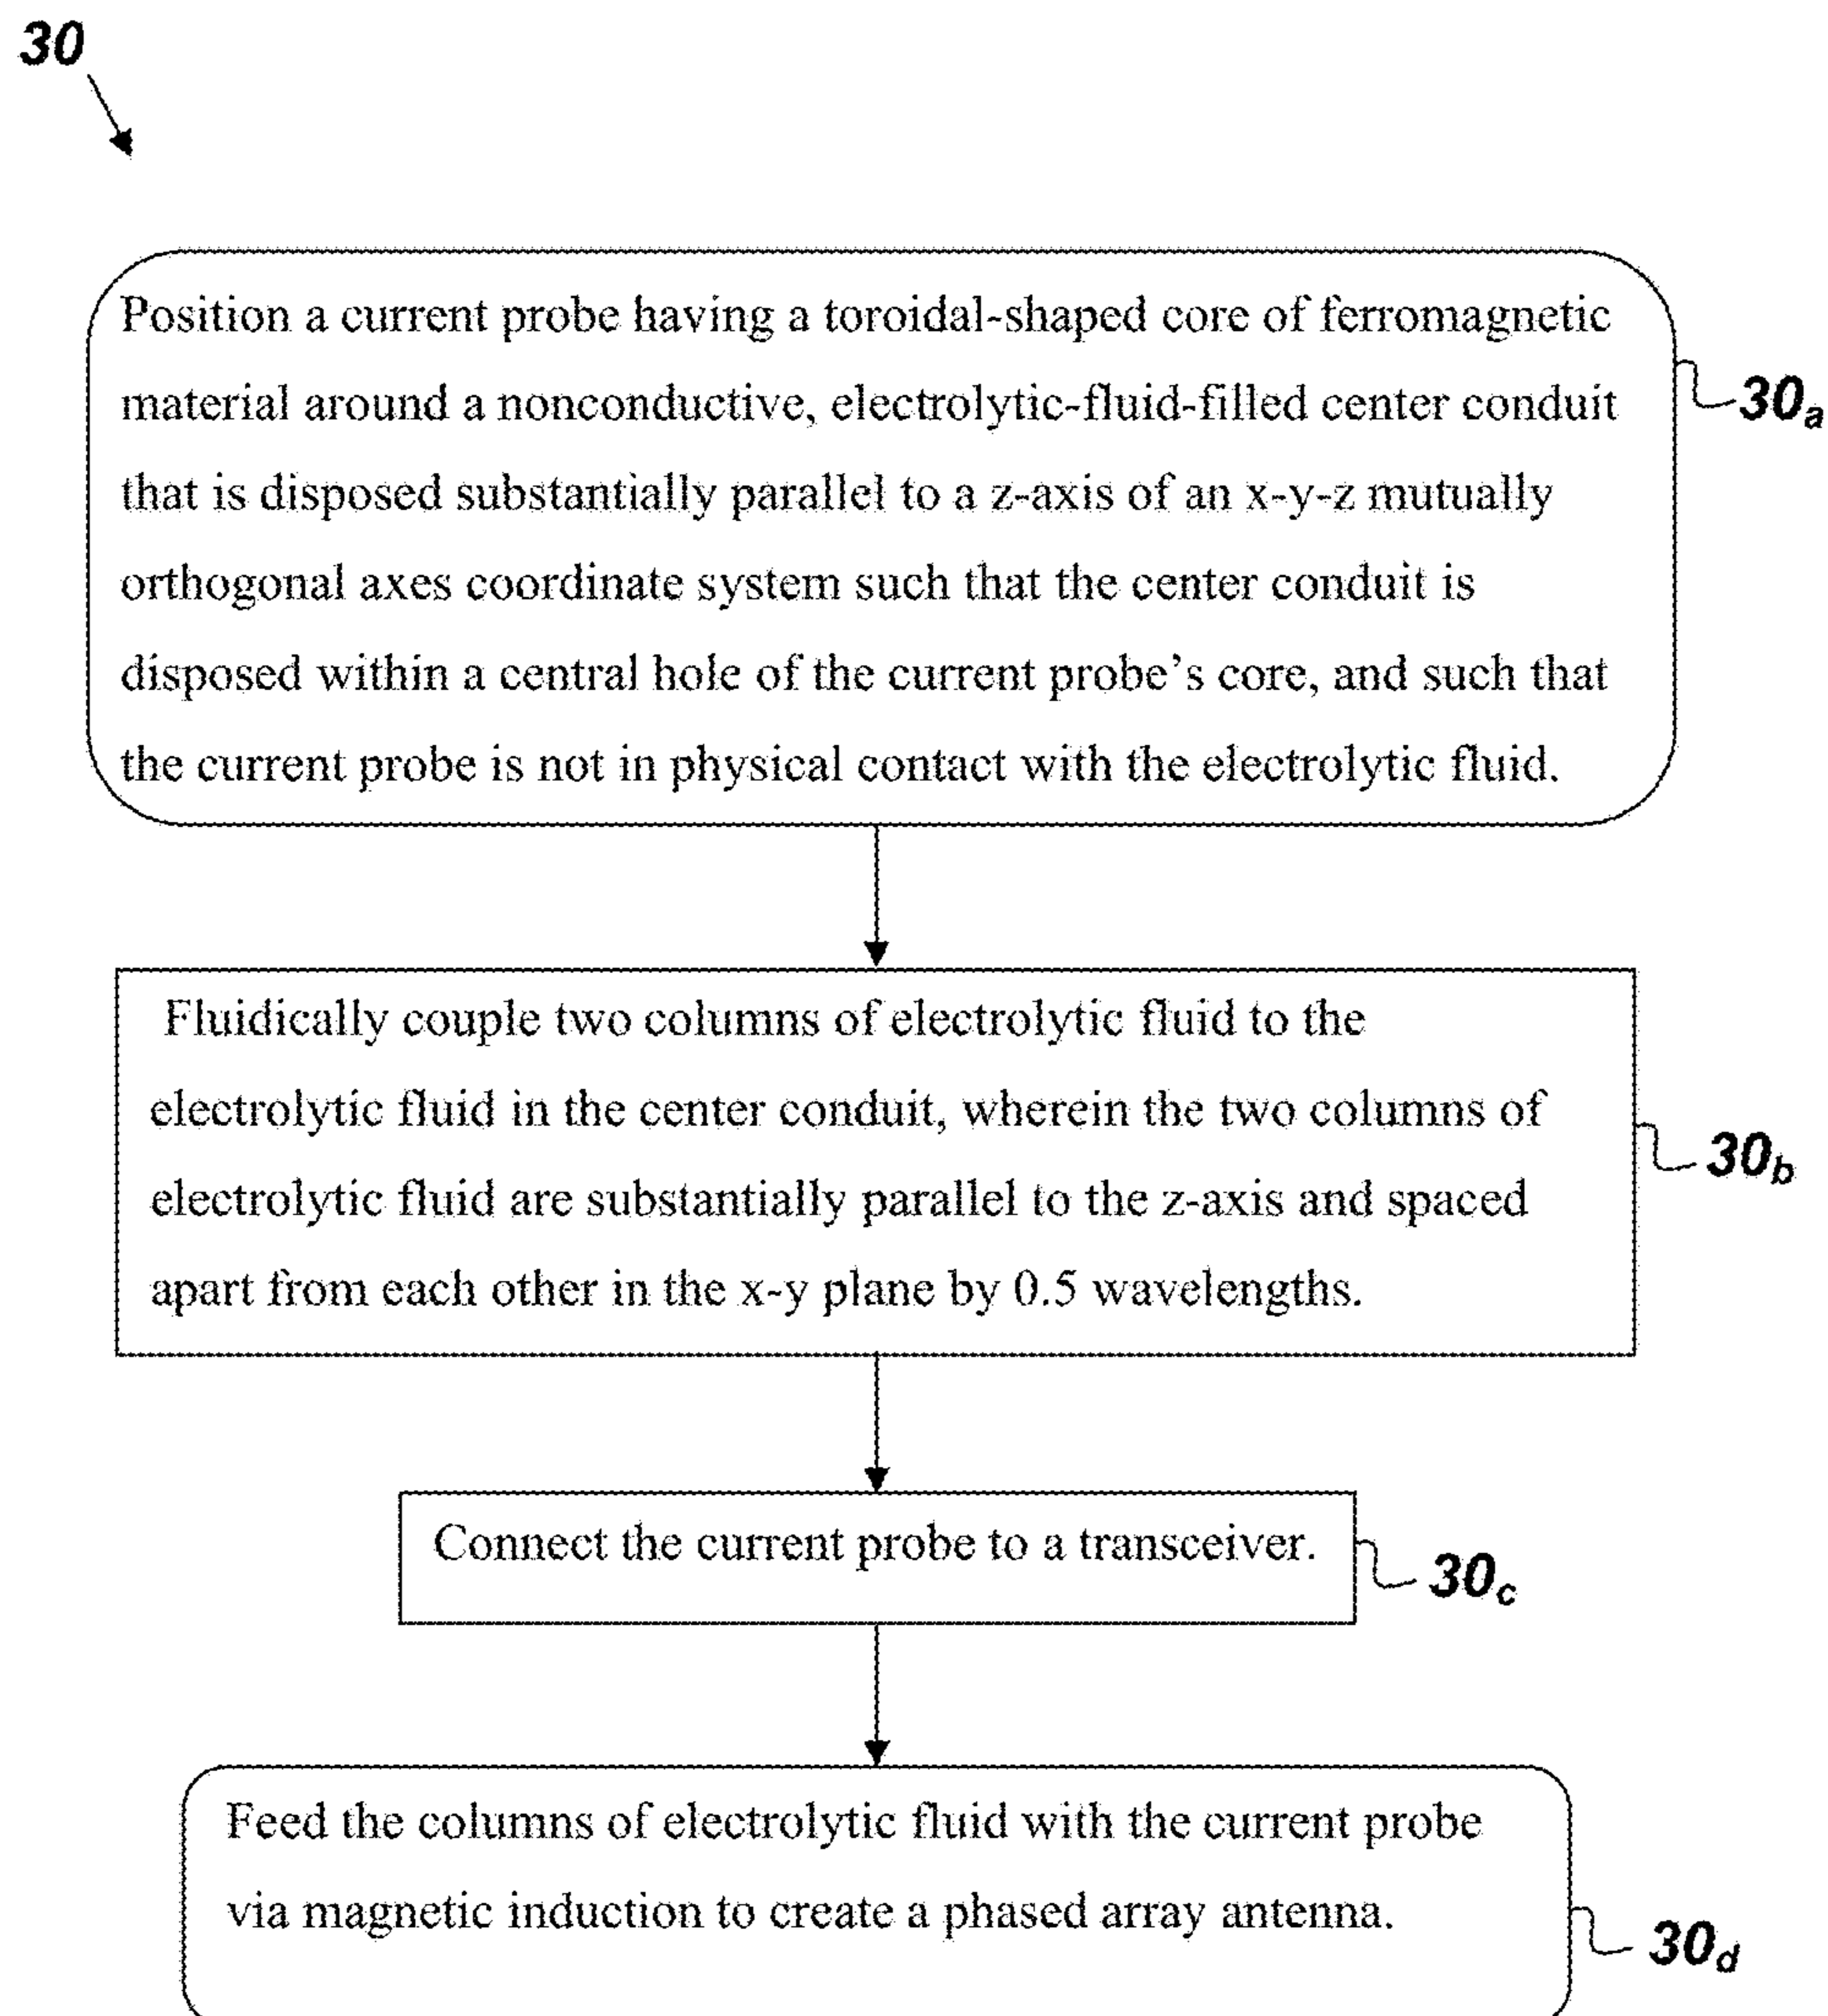 30
Position a current probe having a toroidal-shaped core of ferromagnetic
material around a nonconductive, electrolytic-fluid-filled center conduit
that is disposed substantially parallel to a z-axis of an x-y-z mutually
orthogonal axes coordinate system such that the center conduit is
disposed within a central hole of the current probe’s core, and such that
the current probe is not in physical contact with the electrolytic fluid.
30a
Fluidically couple two columns of electrolytic fluid to the
electrolytic fluid in the center conduit, wherein the two columns of
electrolytic fluid are substantially parallel to the z-axis and spaced
apart from each other in the x-y plane by 0.5 wavelengths.
30b
Connect the current probe to a transceiver.
30c
Feed the columns of electrolytic fluid with the current probe
via magnetic induction to create a phased array antenna.
30d